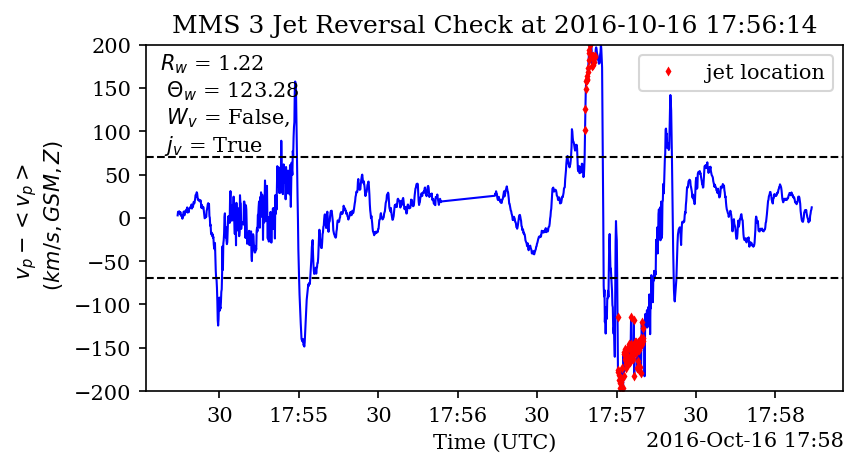 MMS 3 Jet Reversal Check at 2016-10-16 17:56:14
R_w = 1.22
Θ_w = 123.28
W_v = False,
j_v = True
jet location
v_p − < v_p >
(km/s, GSM, Z)
200
150
100
50
0
−50
−100
−150
−200
30 17:55 30 17:56 30 17:57 30 17:58
Time (UTC)
2016-Oct-16 17:58